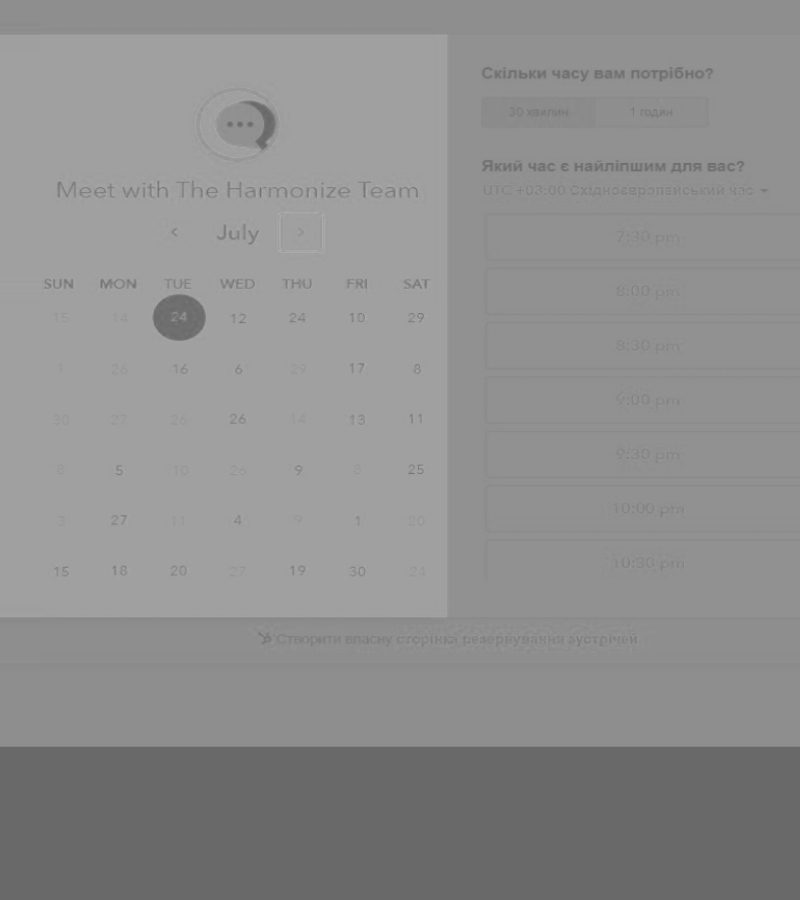 Meet with The Harmonize Team
July
SUN MON TUE WED THU FRI SAT
15 14 24 12 24 10 29
1 26 16 6 29 17 8
30 27 26 26 14 13 11
8 5 10 26 9 8 25
3 27 11 4 9 1 20
15 18 20 27 19 30 24
Скільки часу вам потрібно?
30 хвилин 1 годин
Який час є найліпшим для вас?
UTC +03:00 Східноєвропейський час
7:30 pm
8:00 pm
8:30 pm
9:00 pm
9:30 pm
10:00 pm
10:30 pm
Створити власну сторінка резервування зустрічей